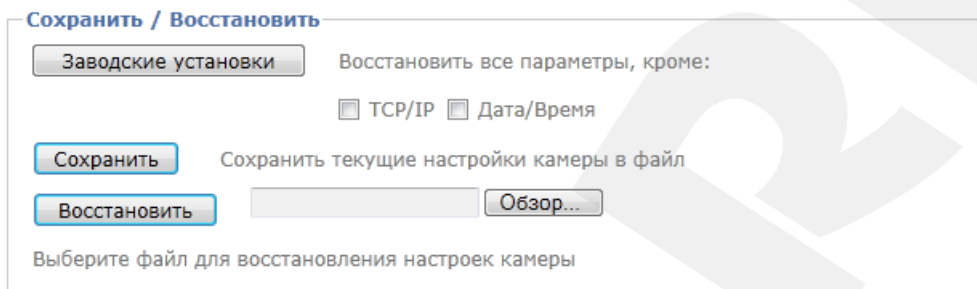 Сохранить / Восстановить
Заводские установки Восстановить все параметры, кроме:
TCP/IP Дата/Время
Сохранить Сохранить текущие настройки камеры в файл
Восстановить Обзор...
Выберите файл для восстановления настроек камеры